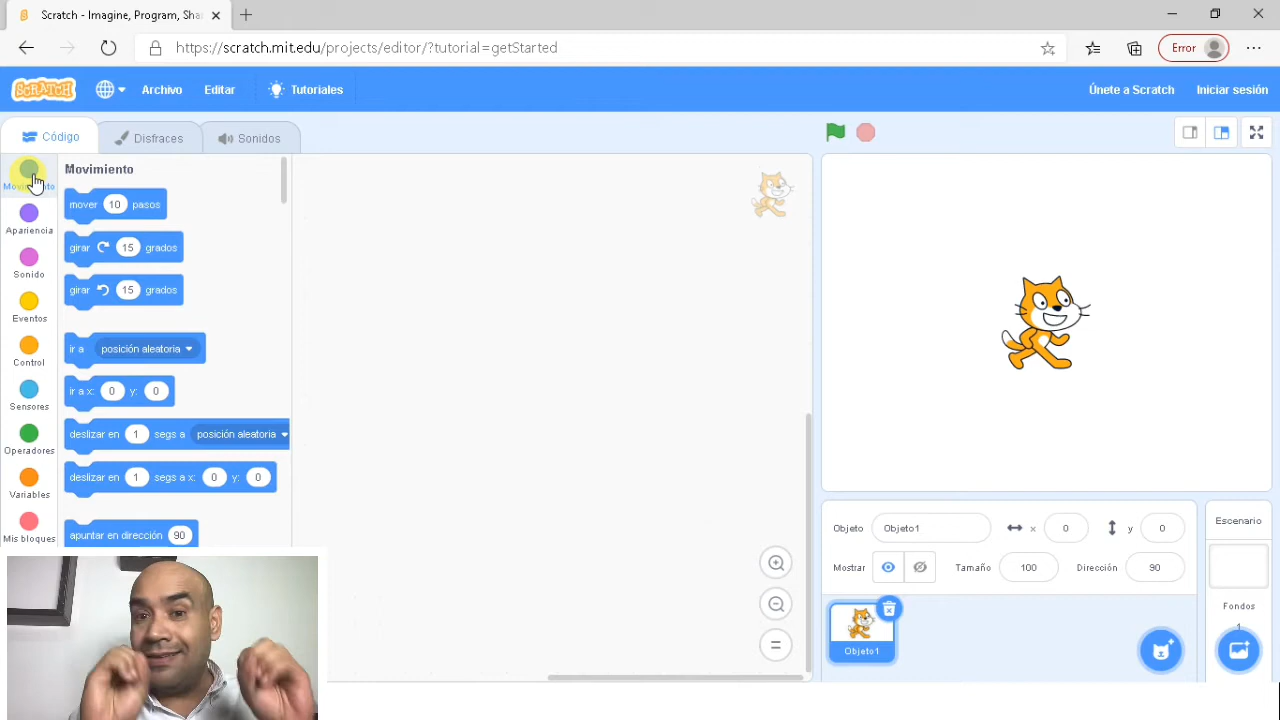 Scratch - Imagine, Program, Sha
https://scratch.mit.edu/projects/editor/?tutorial=getStarted
Error
SCRATCH
Archivo
Editar
Tutoriales
Únete a Scratch
Iniciar sesión
Código
Disfraces
Sonidos
Movimiento
Apariencia
Sonido
Eventos
Control
Sensores
Operadores
Variables
Mis bloques
Movimiento
mover 10 pasos
girar 15 grados
girar 15 grados
ir a posición aleatoria
ir a x: 0 y: 0
deslizar en 1 segs a posición aleatoria
deslizar en 1 segs a x: 0 y: 0
apuntar en dirección 90
Objeto Objeto1 x 0 y 0
Mostrar Tamaño 100 Dirección 90
Objeto1
Escenario
Fondos
1